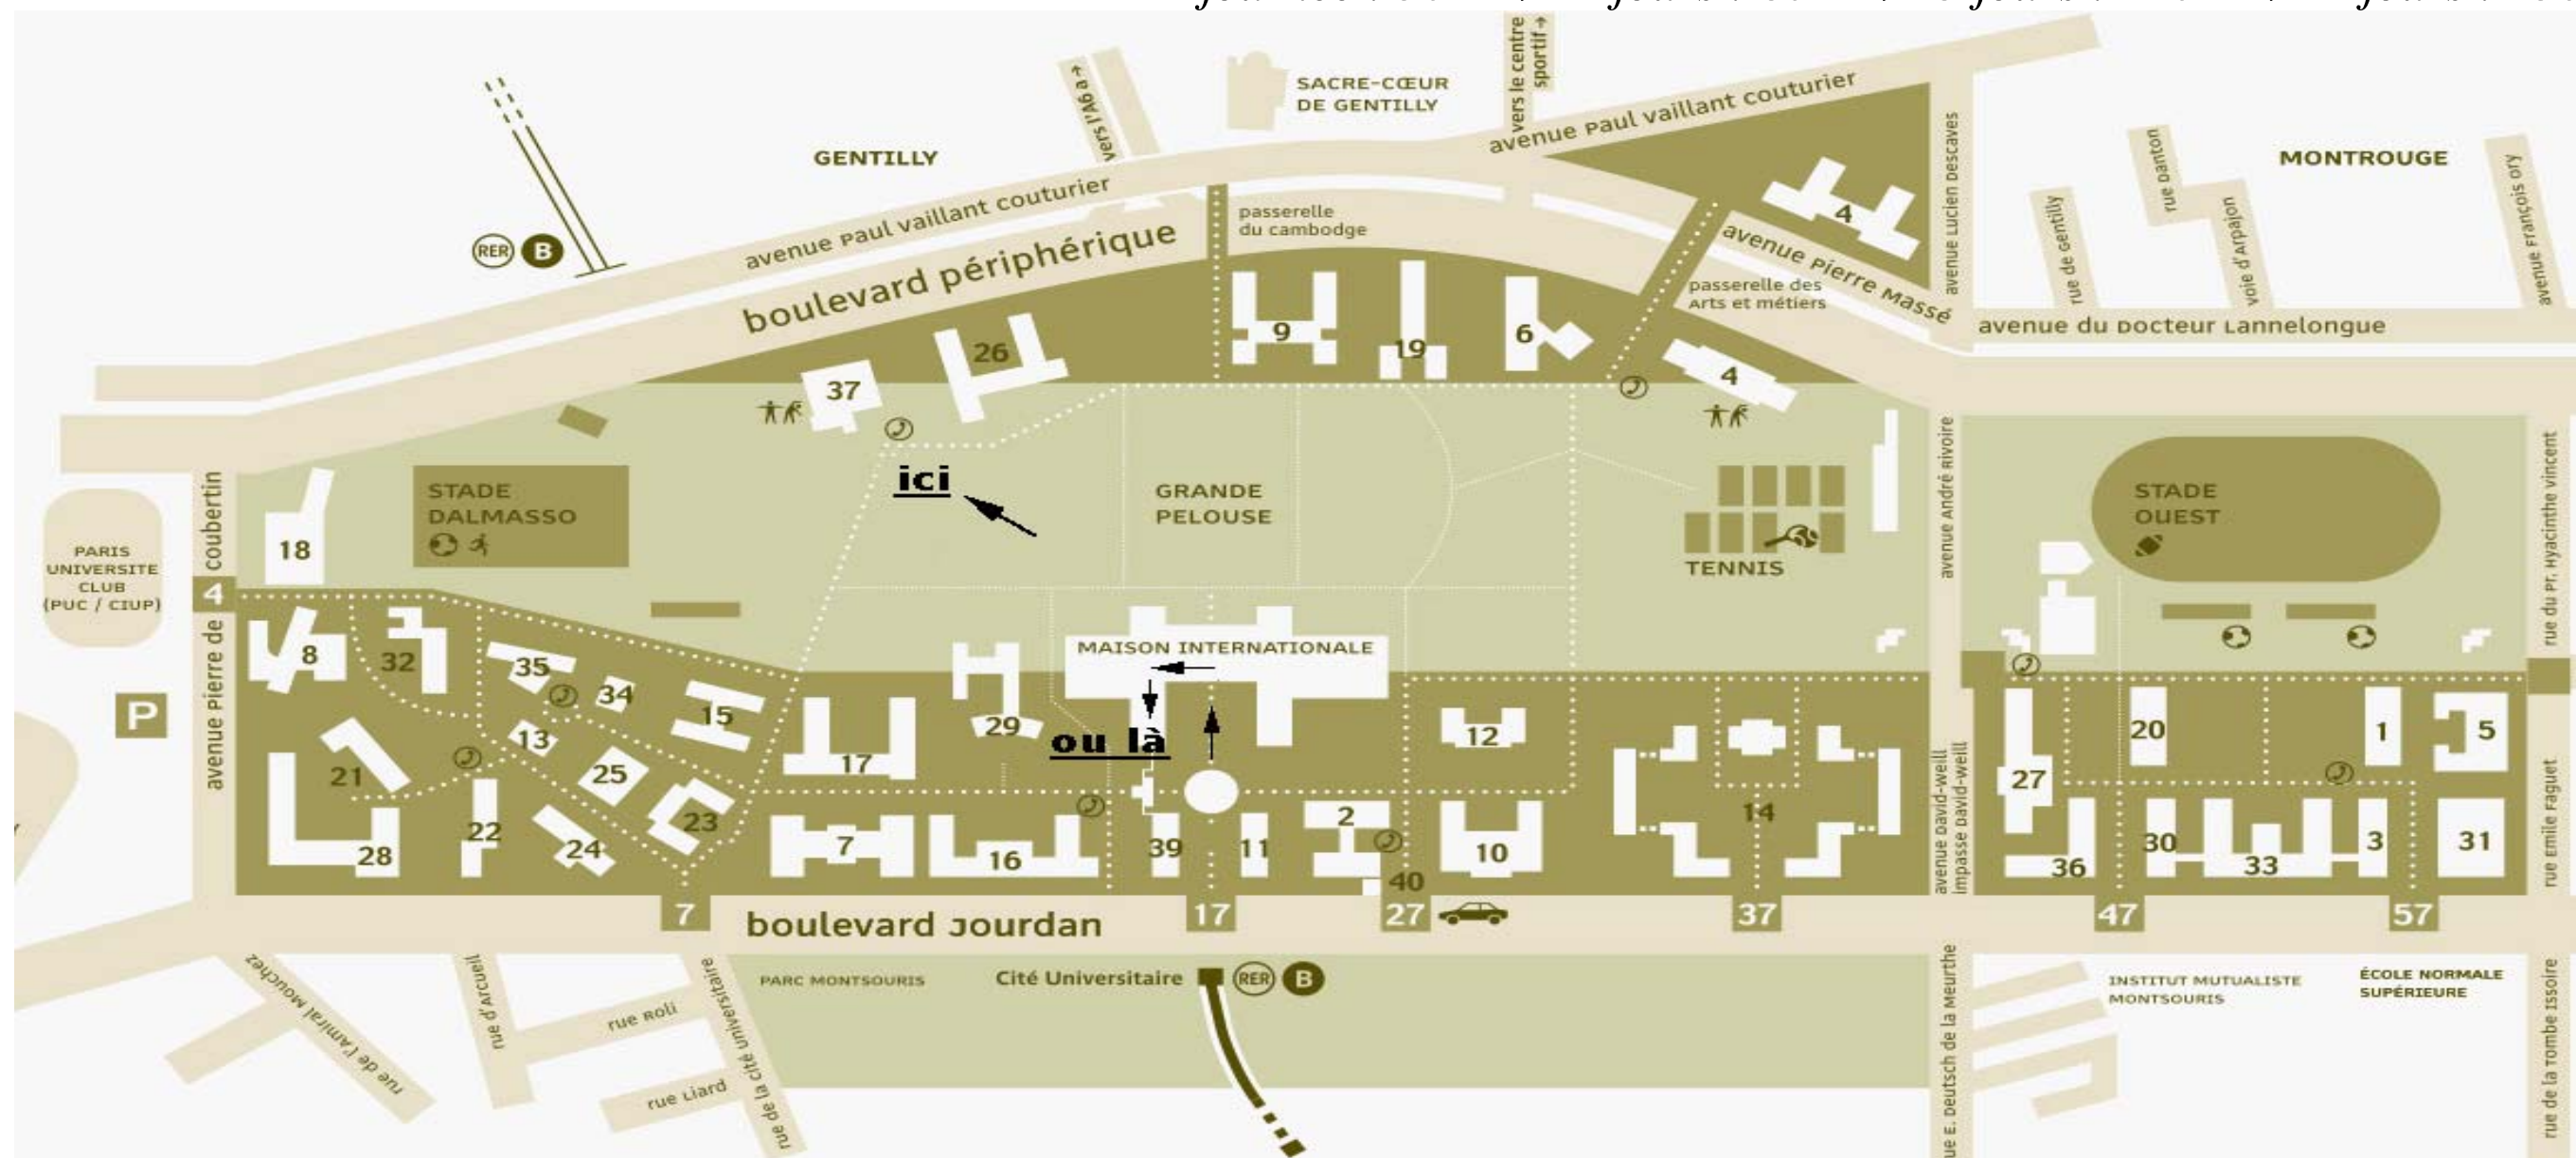 vers l'A6a →
SACRE-CŒUR
DE GENTILLY
vers le centre
sportif →
avenue Paul vaillant couturier
GENTILLY
MONTROUGE
avenue Lucien Descaves
rue Danton
rue de Gentilly
voie d'Arpajon
avenue François Ory
RER B
avenue Paul vaillant couturier
boulevard périphérique
passerelle
du cambodge
4
avenue Pierre Massé
passerelle des
Arts et métiers
avenue du Docteur Lannelongue
26
9
19
6
4
37
ici
GRANDE
PELOUSE
STADE
DALMASSO
18
TENNIS
avenue André Rivoire
STADE
OUEST
rue du Pr. Hyacinthe vincent
PARIS
UNIVERSITE
CLUB
(PUC / CIUP)
avenue Pierre de coubertin
4
8
32
35
34
15
13
MAISON INTERNATIONALE
29
ou là
17
12
P
21
25
23
22
24
28
7
16
39
11
2
40
10
14
avenue David-weill
impasse David-weill
27
20
1
5
36
30
33
3
31
rue Emile Faguet
7
boulevard Jourdan
17
27
37
47
57
rue de l'Amiral Mouchez
rue d'Arcueil
rue Roli
rue Liard
rue de la Cité universitaire
PARC MONTSOURIS
Cité Universitaire RER B
ue E. Deutsch de la Meurthe
INSTITUT MUTUALISTE
MONTSOURIS
ÉCOLE NORMALE
SUPÉRIEURE
rue de la Tombe Issoire